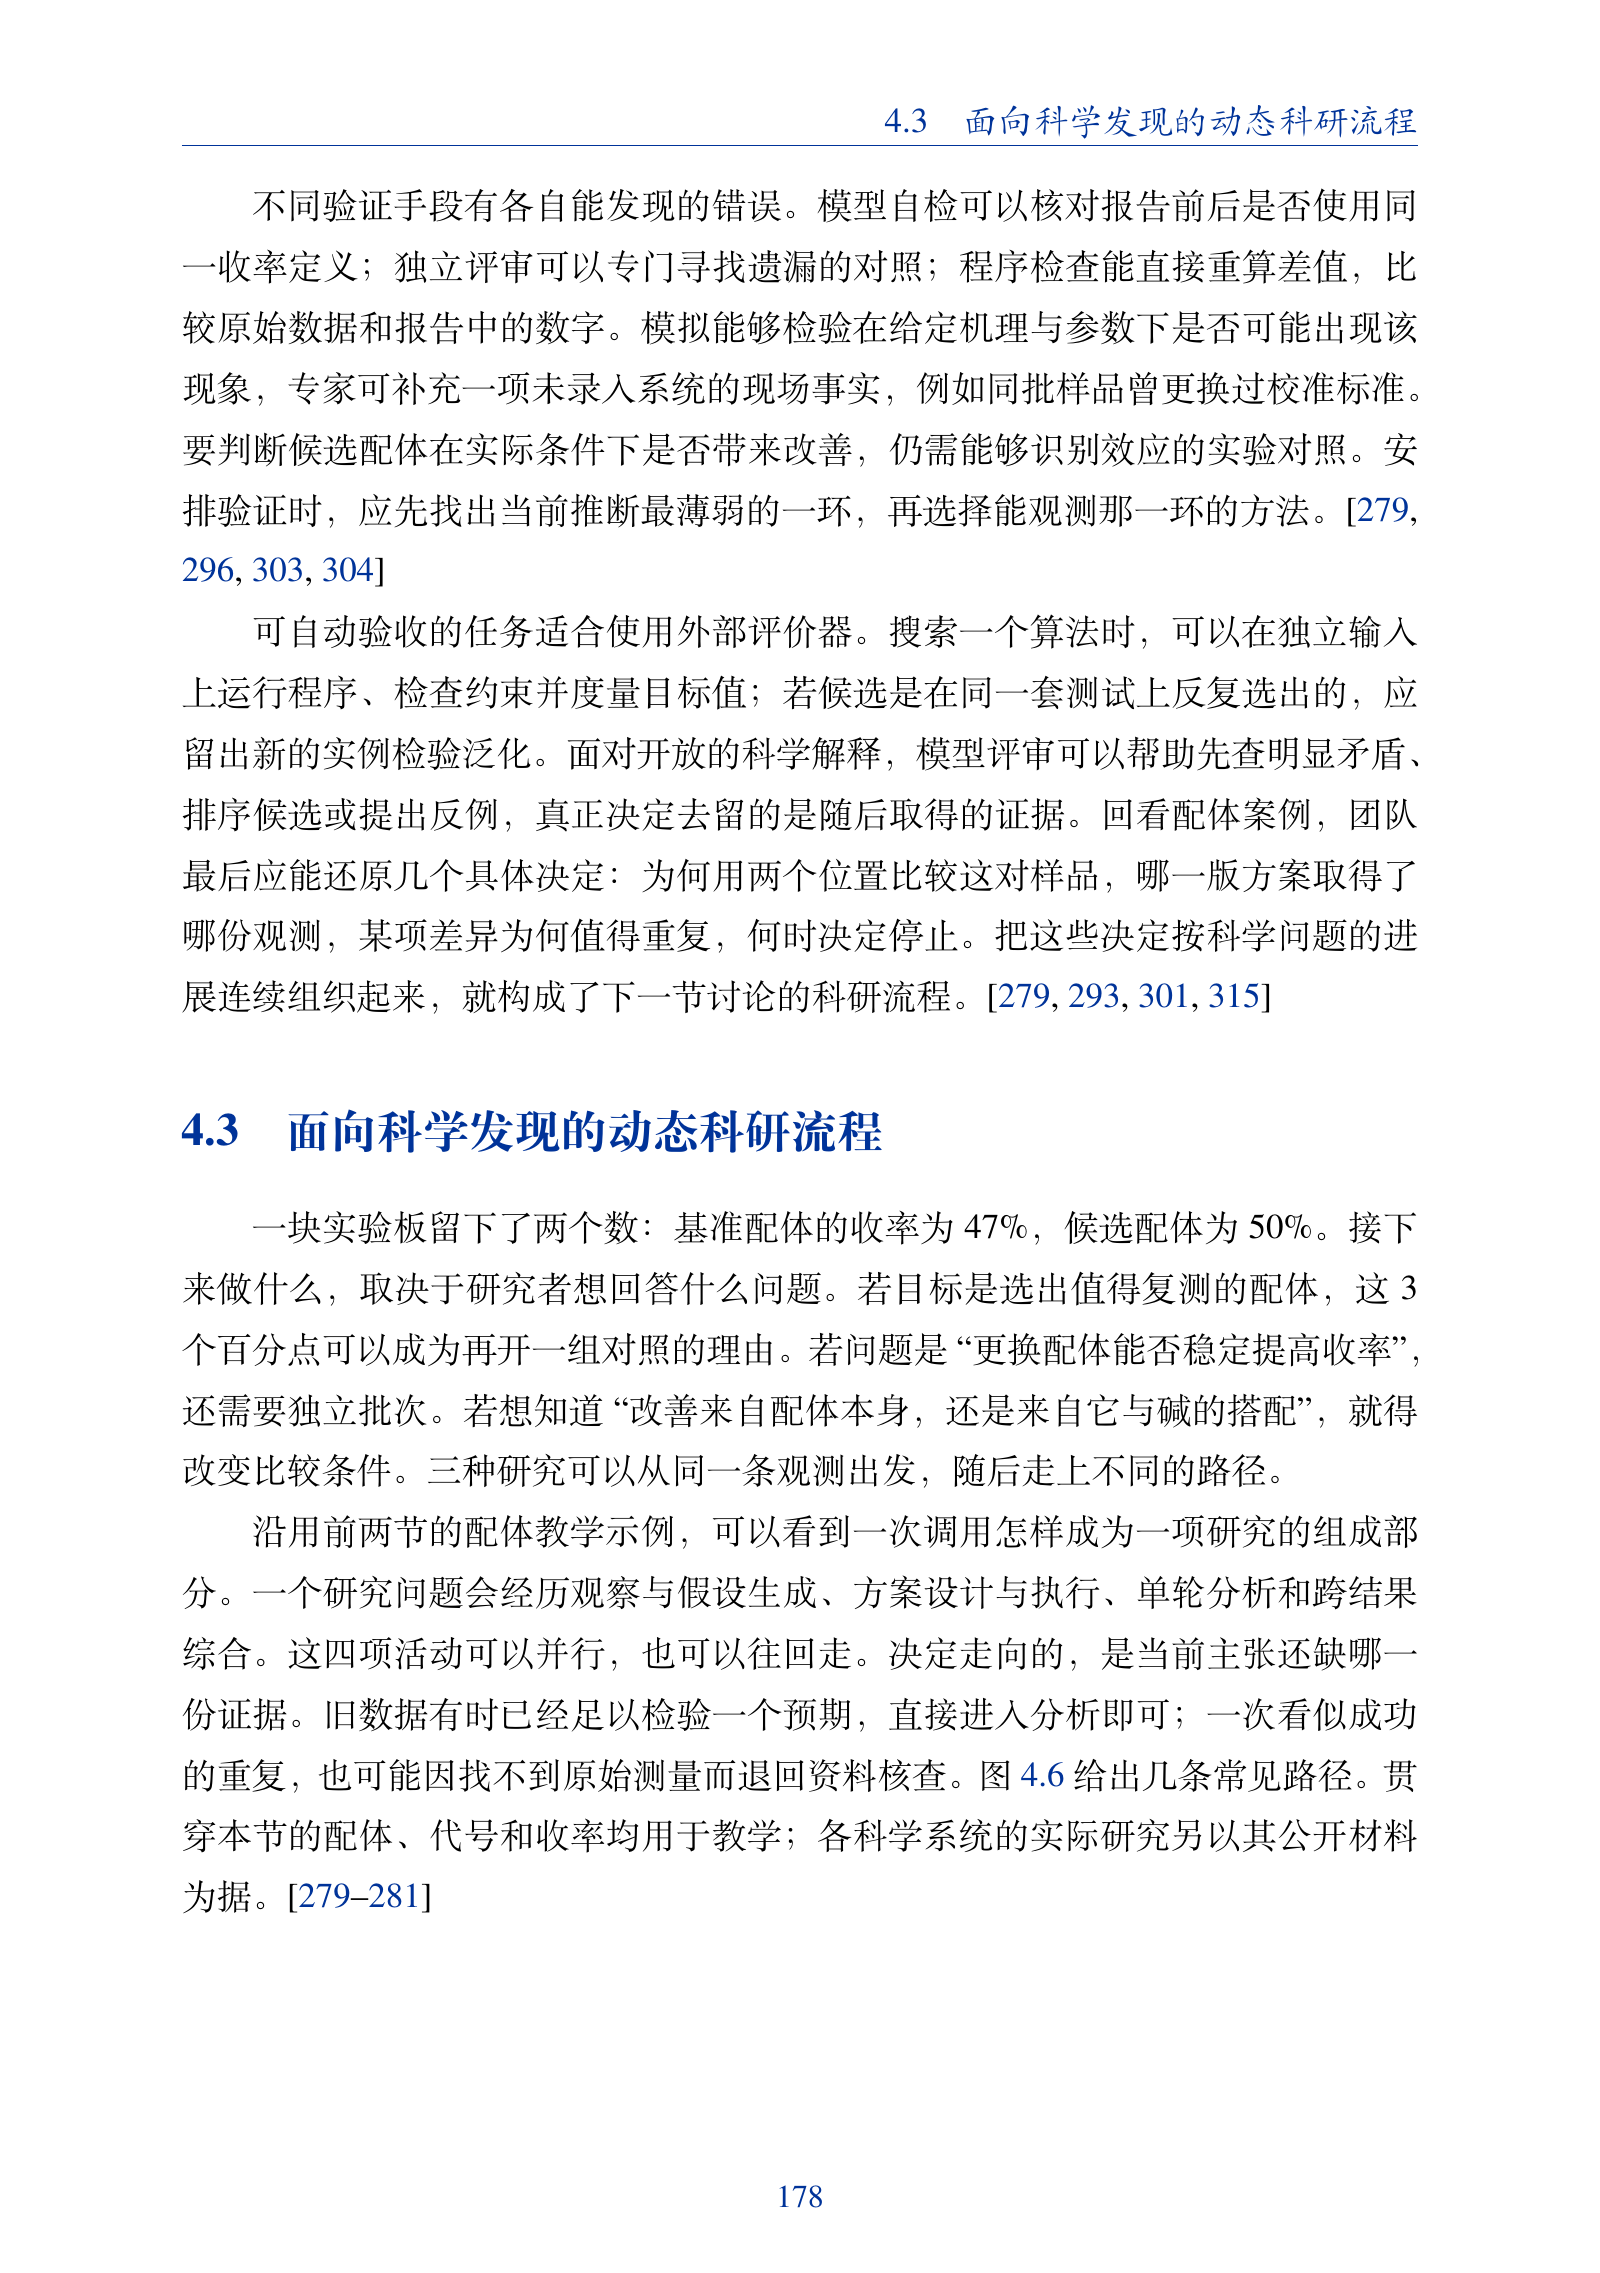 4.3 面向科学发现的动态科研流程
不同验证手段有各自能发现的错误。模型自检可以核对报告前后是否使用同
一收率定义；独立评审可以专门寻找遗漏的对照；程序检查能直接重算差值，比
较原始数据和报告中的数字。模拟能够检验在给定机理与参数下是否可能出现该
现象，专家可补充一项未录入系统的现场事实，例如同批样品曾更换过校准标准。
要判断候选配体在实际条件下是否带来改善，仍需能够识别效应的实验对照。安
排验证时，应先找出当前推断最薄弱的一环，再选择能观测那一环的方法。[279,
296, 303, 304]
可自动验收的任务适合使用外部评价器。搜索一个算法时，可以在独立输入
上运行程序、检查约束并度量目标值；若候选是在同一套测试上反复选出的，应
留出新的实例检验泛化。面对开放的科学解释，模型评审可以帮助先查明显矛盾、
排序候选或提出反例，真正决定去留的是随后取得的证据。回看配体案例，团队
最后应能还原几个具体决定：为何用两个位置比较这对样品，哪一版方案取得了
哪份观测，某项差异为何值得重复，何时决定停止。把这些决定按科学问题的进
展连续组织起来，就构成了下一节讨论的科研流程。[279, 293, 301, 315]
4.3 面向科学发现的动态科研流程
一块实验板留下了两个数：基准配体的收率为 47%，候选配体为 50%。接下
来做什么，取决于研究者想回答什么问题。若目标是选出值得复测的配体，这 3
个百分点可以成为再开一组对照的理由。若问题是“更换配体能否稳定提高收率”，
还需要独立批次。若想知道“改善来自配体本身，还是来自它与碱的搭配”，就得
改变比较条件。三种研究可以从同一条观测出发，随后走上不同的路径。
沿用前两节的配体教学示例，可以看到一次调用怎样成为一项研究的组成部
分。一个研究问题会经历观察与假设生成、方案设计与执行、单轮分析和跨结果
综合。这四项活动可以并行，也可以往回走。决定走向的，是当前主张还缺哪一
份证据。旧数据有时已经足以检验一个预期，直接进入分析即可；一次看似成功
的重复，也可能因找不到原始测量而退回资料核查。图 4.6 给出几条常见路径。贯
穿本节的配体、代号和收率均用于教学；各科学系统的实际研究另以其公开材料
为据。[279–281]
178